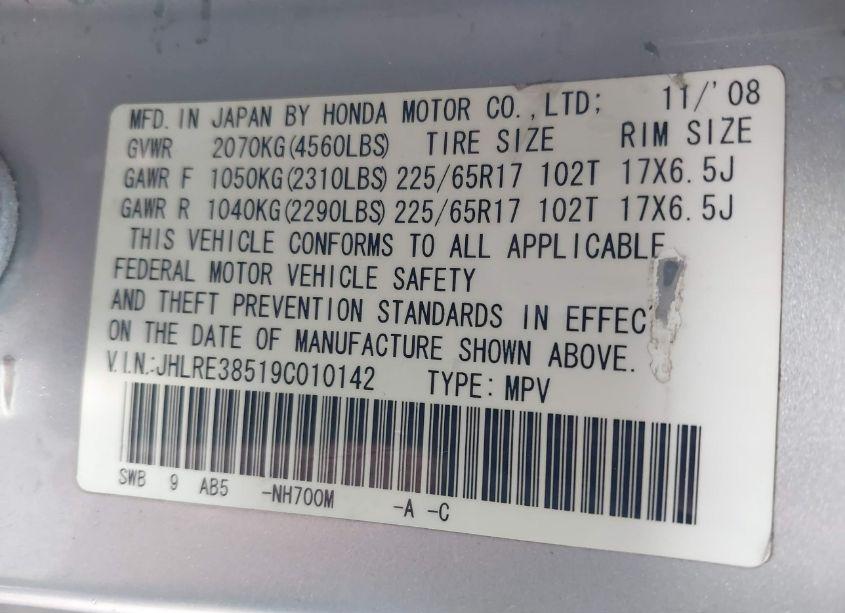 MFD. IN JAPAN BY HONDA MOTOR CO., LTD; 11/'08
GVWR 2070KG(4560LBS) TIRE SIZE RIM SIZE
GAWR F 1050KG(2310LBS) 225/65R17 102T 17X6.5J
GAWR R 1040KG(2290LBS) 225/65R17 102T 17X6.5J
THIS VEHICLE CONFORMS TO ALL APPLICABLE
FEDERAL MOTOR VEHICLE SAFETY
AND THEFT PREVENTION STANDARDS IN EFFEC
ON THE DATE OF MANUFACTURE SHOWN ABOVE.
V.I.N.:JHLRE38519C010142 TYPE: MPV
SWB 9 AB5 -NH700M -A -C